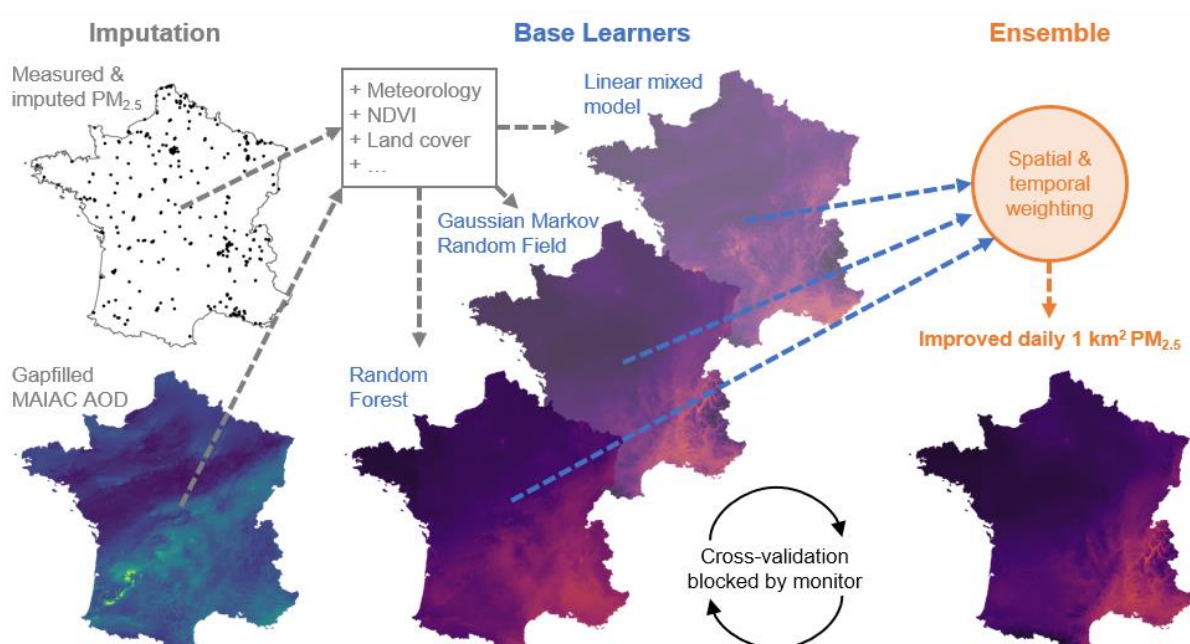 Imputation
Measured &
imputed PM2.5
Gapfilled
MAIAC AOD
+ Meteorology
+ NDVI
+ Land cover
+ ...
Base Learners
Linear mixed
model
Gaussian Markov
Random Field
Random
Forest
Cross-validation
blocked by monitor
Ensemble
Spatial &
temporal
weighting
Improved daily 1 km² PM2.5